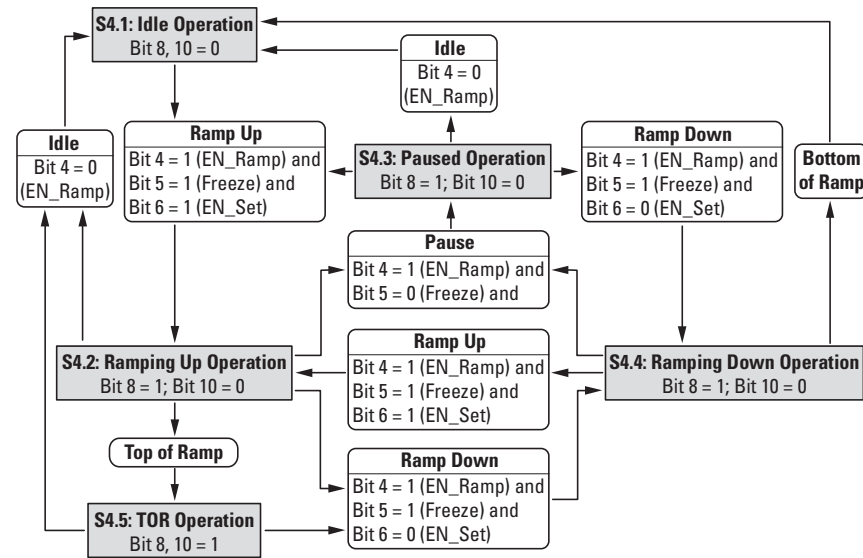 S4.1: Idle Operation
Bit 8, 10 = 0
Idle
Bit 4 = 0
(EN_Ramp)
Idle
Bit 4 = 0
(EN_Ramp)
Ramp Up
Bit 4 = 1 (EN_Ramp) and
Bit 5 = 1 (Freeze) and
Bit 6 = 1 (EN_Set)
S4.3: Paused Operation
Bit 8 = 1; Bit 10 = 0
Ramp Down
Bit 4 = 1 (EN_Ramp) and
Bit 5 = 1 (Freeze) and
Bit 6 = 0 (EN_Set)
Bottom
of Ramp
Pause
Bit 4 = 1 (EN_Ramp) and
Bit 5 = 0 (Freeze) and
S4.2: Ramping Up Operation
Bit 8 = 1; Bit 10 = 0
Ramp Up
Bit 4 = 1 (EN_Ramp) and
Bit 5 = 1 (Freeze) and
Bit 6 = 1 (EN_Set)
S4.4: Ramping Down Operation
Bit 8 = 1; Bit 10 = 0
Top of Ramp
Ramp Down
Bit 4 = 1 (EN_Ramp) and
Bit 5 = 1 (Freeze) and
Bit 6 = 0 (EN_Set)
S4.5: TOR Operation
Bit 8, 10 = 1